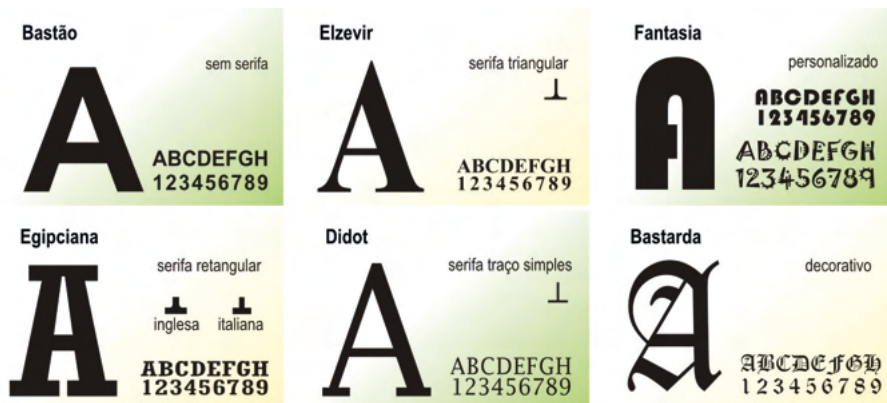 Bastão
sem serifa
A
ABCDEFGH
123456789
Elzevir
serifa triangular
A
ABCDEFGH
123456789
Fantasia
personalizado
A
ABCDEFGH
123456789
ABCDEFGH
123456789
Egipciana
serifa retangular
inglesa italiana
A
ABCDEFGH
123456789
Didot
serifa traço simples
A
ABCDEFGH
123456789
Bastarda
decorativo
A
ABCDEFGH
123456789